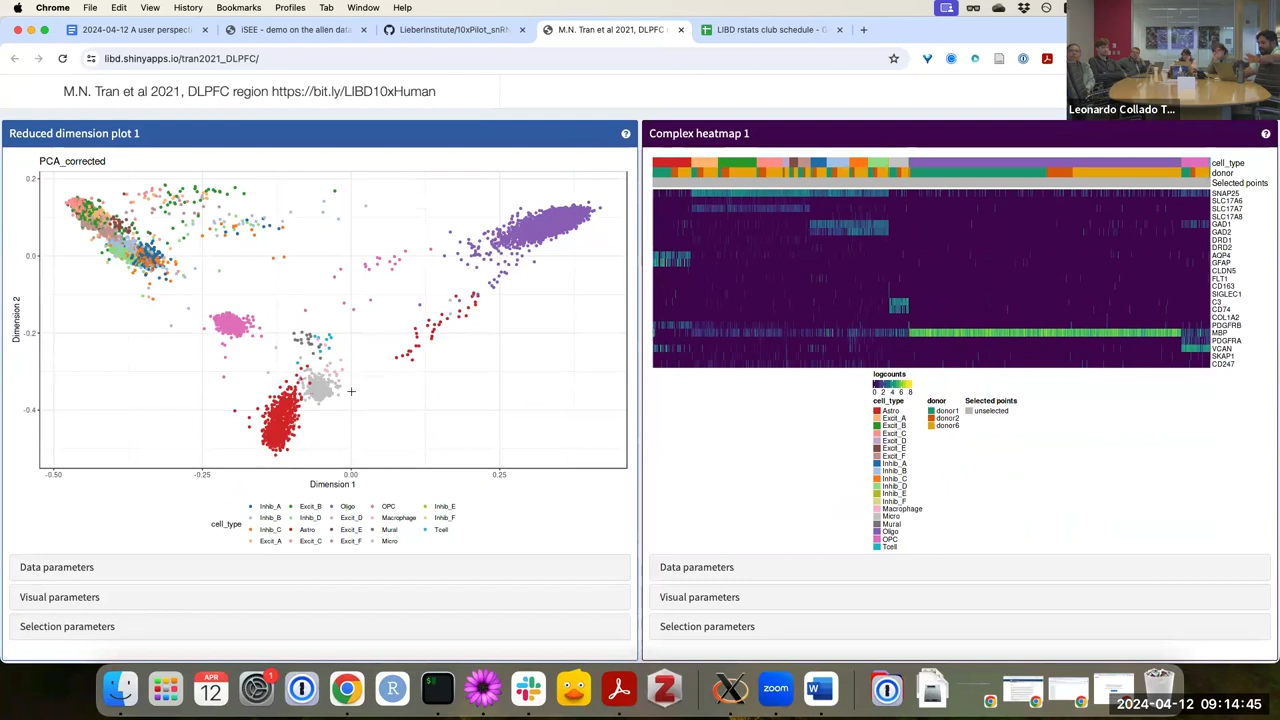 Chrome File Edit View History Bookmarks Profiles Tab Window Help
2024-04-12 A user perspect
iSEE - demo on the allen data
LieberInstitute/10xPilot_snRN
M.N. Tran et al 2021, DLPFC r
LIBD rstats club schedule - G
libd.shinyapps.io/tran2021_DLPFC/
Leonardo Collado T...
M.N. Tran et al 2021, DLPFC region https://bit.ly/LIBD10xHuman
Reduced dimension plot 1
PCA_corrected
0.2
0.0
-0.2
-0.4
Dimension 2
-0.50 -0.25 0.00 0.25
Dimension 1
cell_type
Inhib_A Excit_B Oligo OPC Inhib_E
Inhib_B Inhib_D Excit_D Macrophage Inhib_F
Inhib_C Astro Excit_E Mural Tcell
Excit_A Excit_C Excit_F Micro
Data parameters
Visual parameters
Selection parameters
Complex heatmap 1
cell_type
donor
Selected points
SNAP25
SLC17A6
SLC17A7
SLC17A8
GAD1
GAD2
DRD1
DRD2
AQP4
GFAP
CLDN5
FLT1
CD163
SIGLEC1
C3
CD74
COL1A2
PDGFRB
MBP
PDGFRA
VCAN
SKAP1
CD247
logcounts
0 2 4 6 8
cell_type
Astro
Excit_A
Excit_B
Excit_C
Excit_D
Excit_E
Excit_F
Inhib_A
Inhib_B
Inhib_C
Inhib_D
Inhib_E
Inhib_F
Macrophage
Micro
Mural
Oligo
OPC
Tcell
donor
donor1
donor2
donor6
Selected points
unselected
Data parameters
Visual parameters
Selection parameters
APR
12
1
zoom
2024-04-12 09:14:45